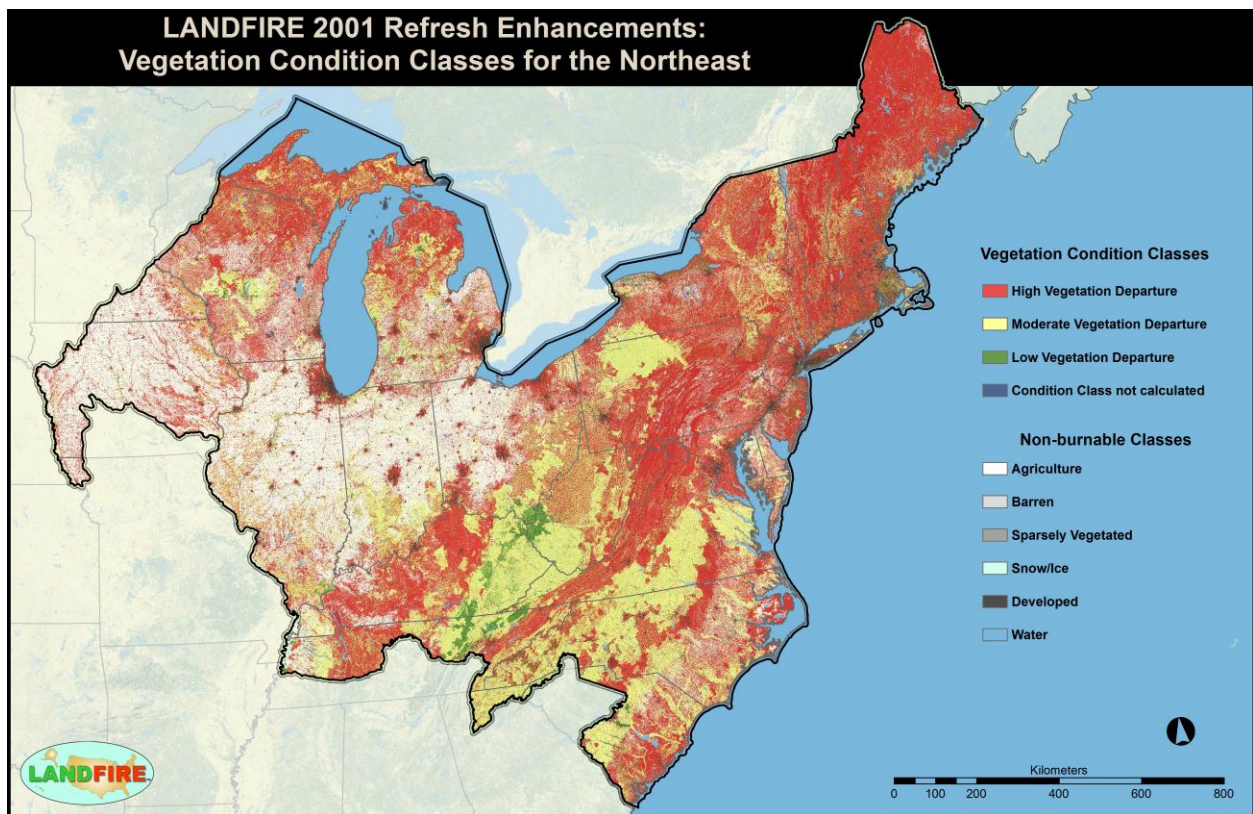 LANDFIRE 2001 Refresh Enhancements:
Vegetation Condition Classes for the Northeast
Vegetation Condition Classes
High Vegetation Departure
Moderate Vegetation Departure
Low Vegetation Departure
Condition Class not calculated
Non-burnable Classes
Agriculture
Barren
Sparsely Vegetated
Snow/Ice
Developed
Water
LANDFIRE
Kilometers
0 100 200 400 600 800